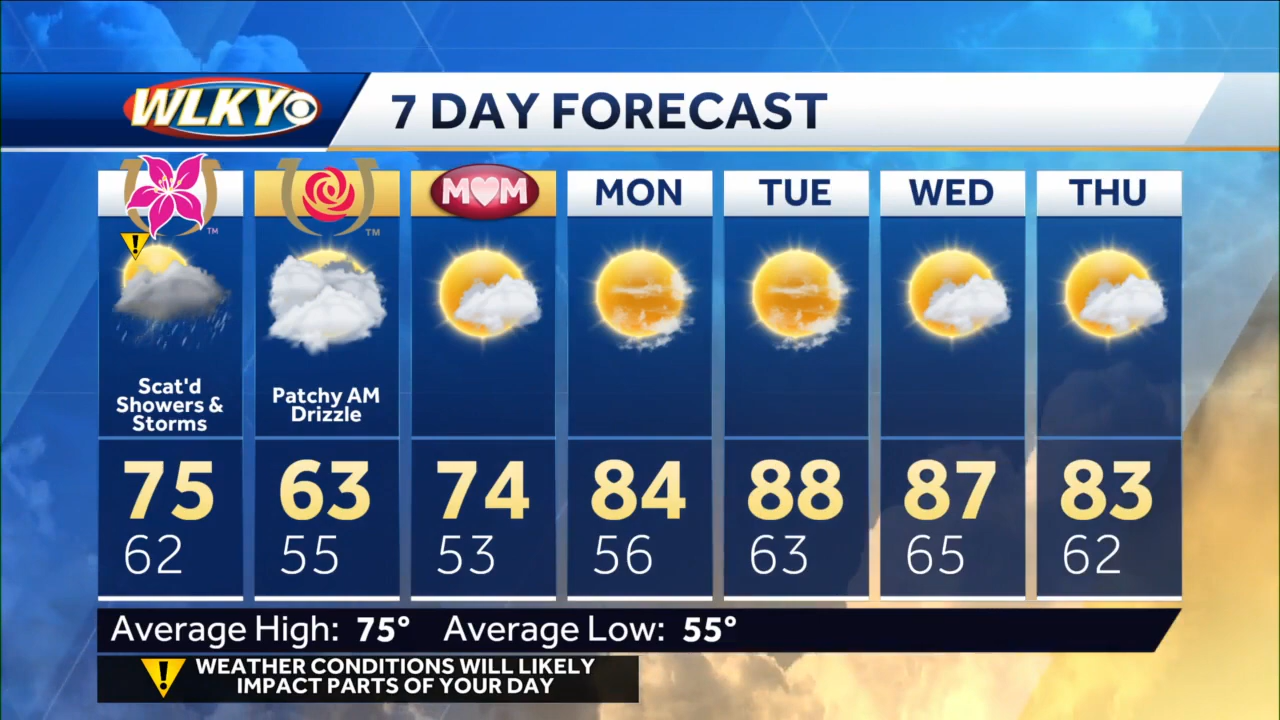 WLKY
7 DAY FORECAST
TM
TM
M M
MON
TUE
WED
THU
!
Scat'd
Showers &
Storms
Patchy AM
Drizzle
75
63
74
84
88
87
83
62
55
53
56
63
65
62
Average High: 75° Average Low: 55°
!
WEATHER CONDITIONS WILL LIKELY
IMPACT PARTS OF YOUR DAY